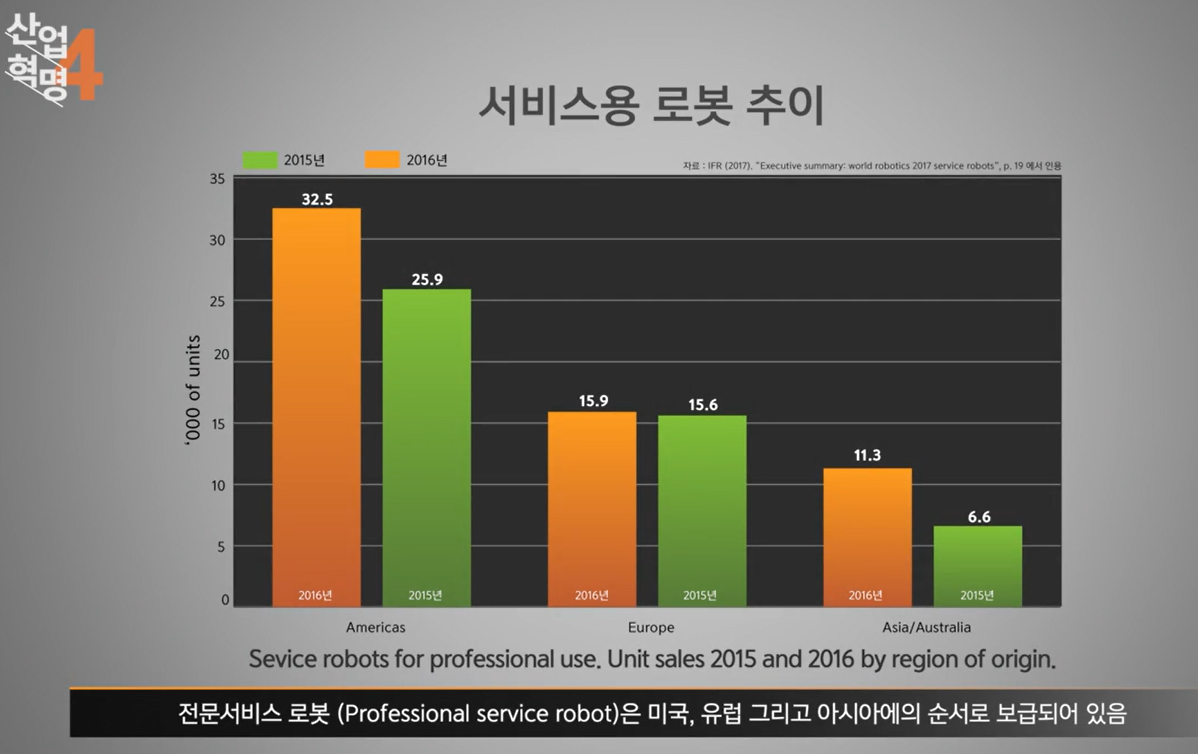 산업
혁명
4
서비스용 로봇 추이
2015년
2016년
자료 : IFR (2017). "Executive summary: world robotics 2017 service robots", p. 19 에서 인용
'000 of units
35
30
25
20
15
10
5
0
32.5
25.9
15.9
15.6
11.3
6.6
2016년
2015년
2016년
2015년
2016년
2015년
Americas
Europe
Asia/Australia
Sevice robots for professional use. Unit sales 2015 and 2016 by region of origin.
전문서비스 로봇 (Professional service robot)은 미국, 유럽 그리고 아시아에의 순서로 보급되어 있음